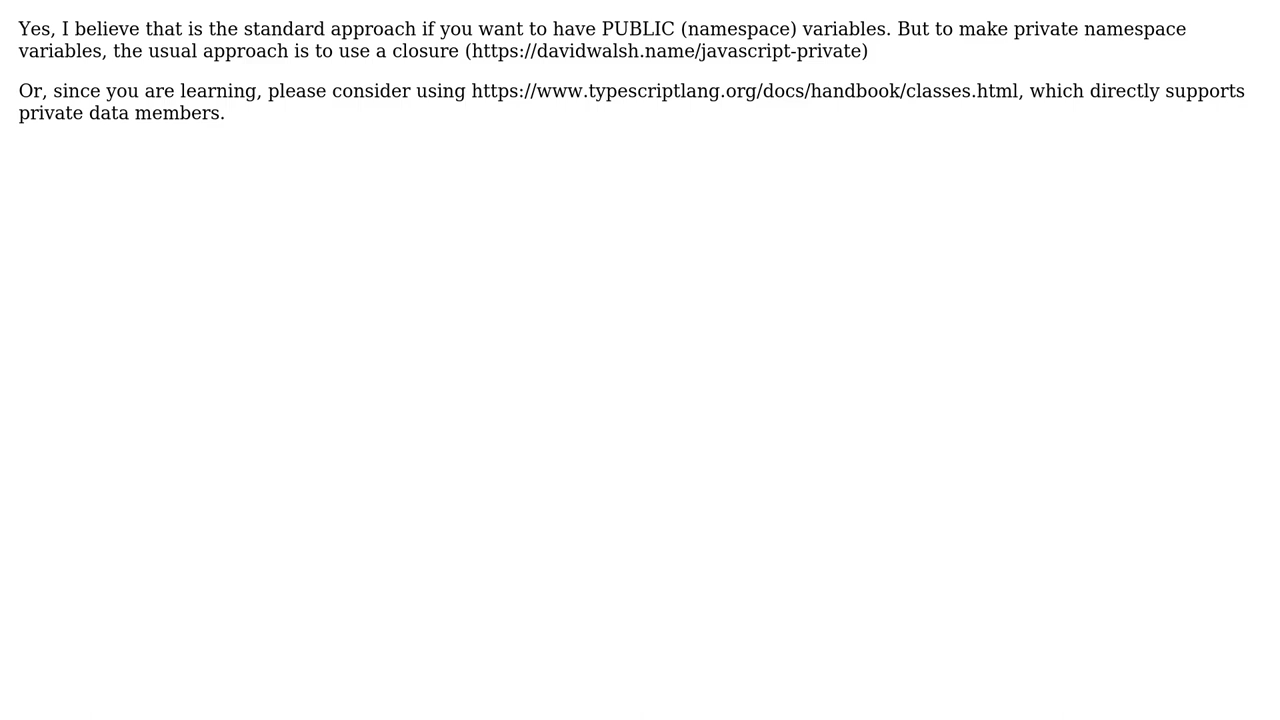 Yes, I believe that is the standard approach if you want to have PUBLIC (namespace) variables. But to make private namespace
variables, the usual approach is to use a closure (https://davidwalsh.name/javascript-private)
Or, since you are learning, please consider using https://www.typescriptlang.org/docs/handbook/classes.html, which directly supports
private data members.